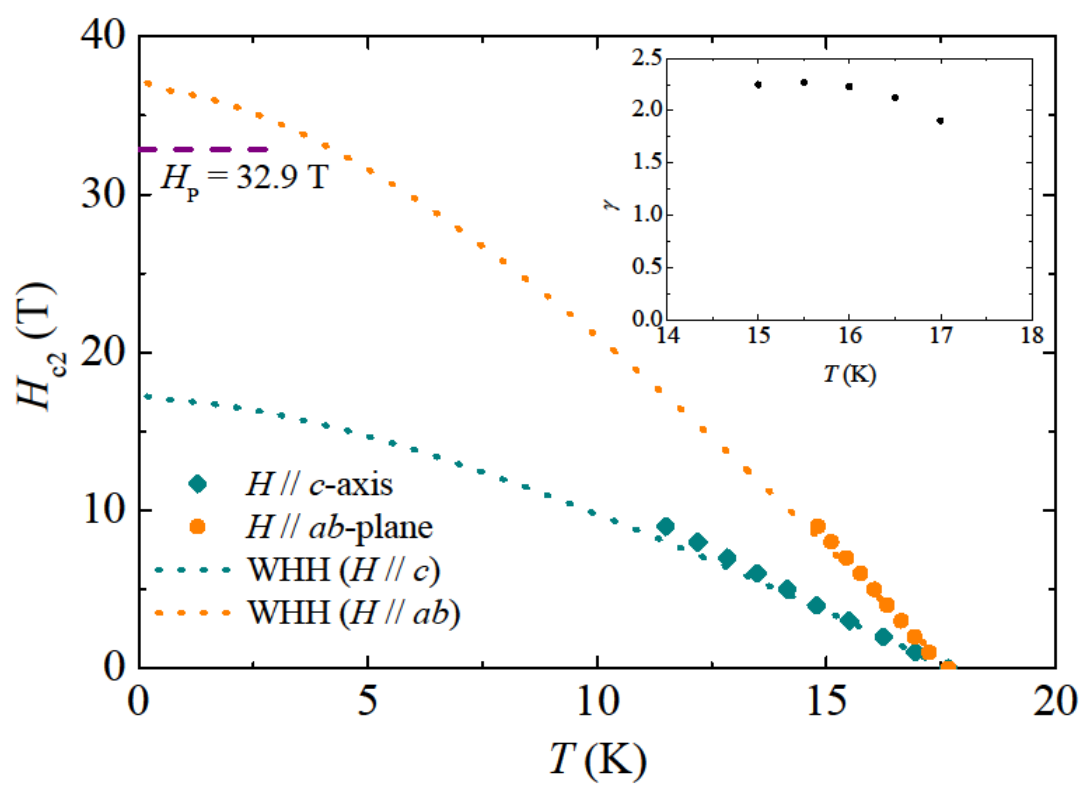 40
30
20
10
0
H_c2 (T)
H_P = 32.9 T
H // c-axis
H // ab-plane
WHH (H // c)
WHH (H // ab)
0 5 10 15 20
T (K)
2.5
2.0
1.5
1.0
0.5
0.0
γ
14 15 16 17 18
T (K)